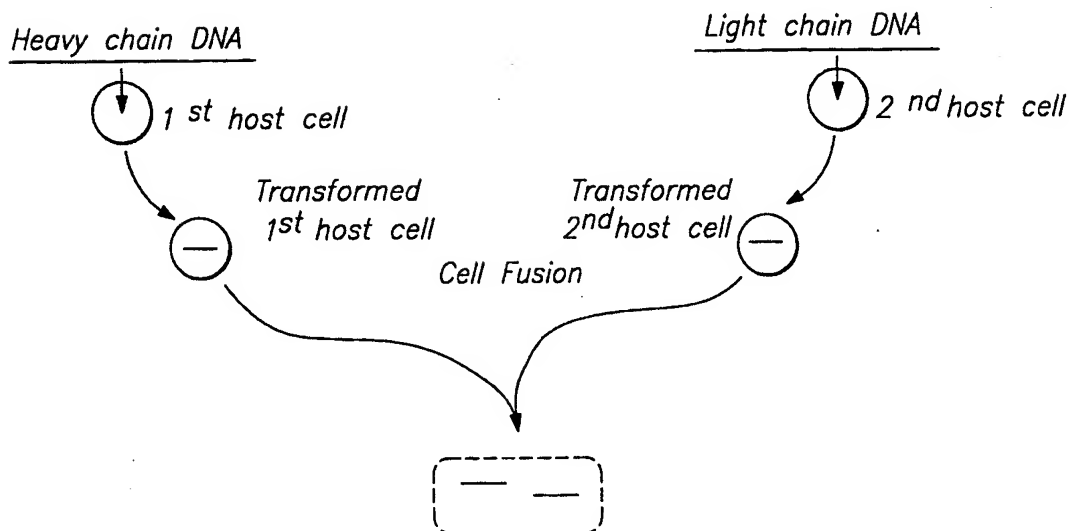 Heavy chain DNA
Light chain DNA
1st host cell
2nd host cell
Transformed
1st host cell
Transformed
2nd host cell
Cell Fusion